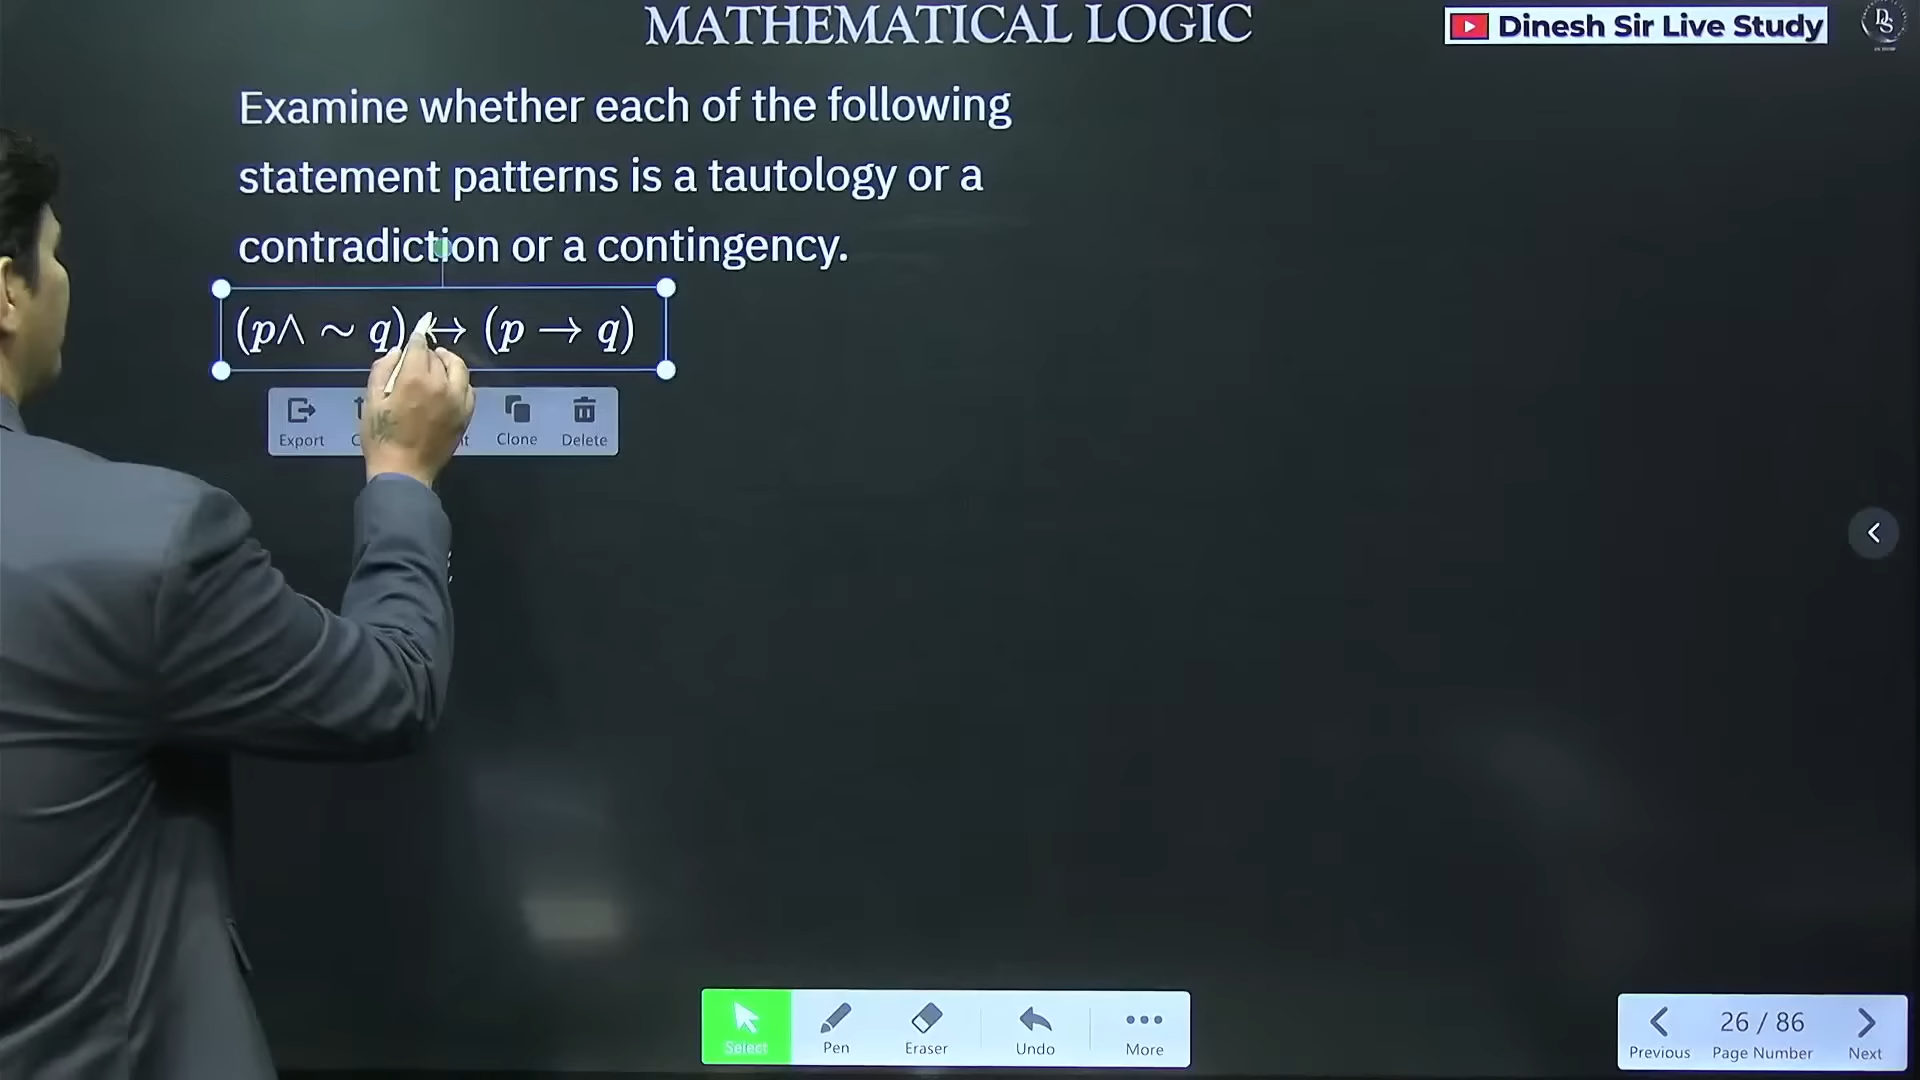 MATHEMATICAL LOGIC
Dinesh Sir Live Study
DS
Examine whether each of the following
statement patterns is a tautology or a
contradiction or a contingency.
(p∧ ∼ q) ↔ (p → q)
Export
Clone
Delete
Select
Pen
Eraser
Undo
More
Previous
26 / 86
Page Number
Next